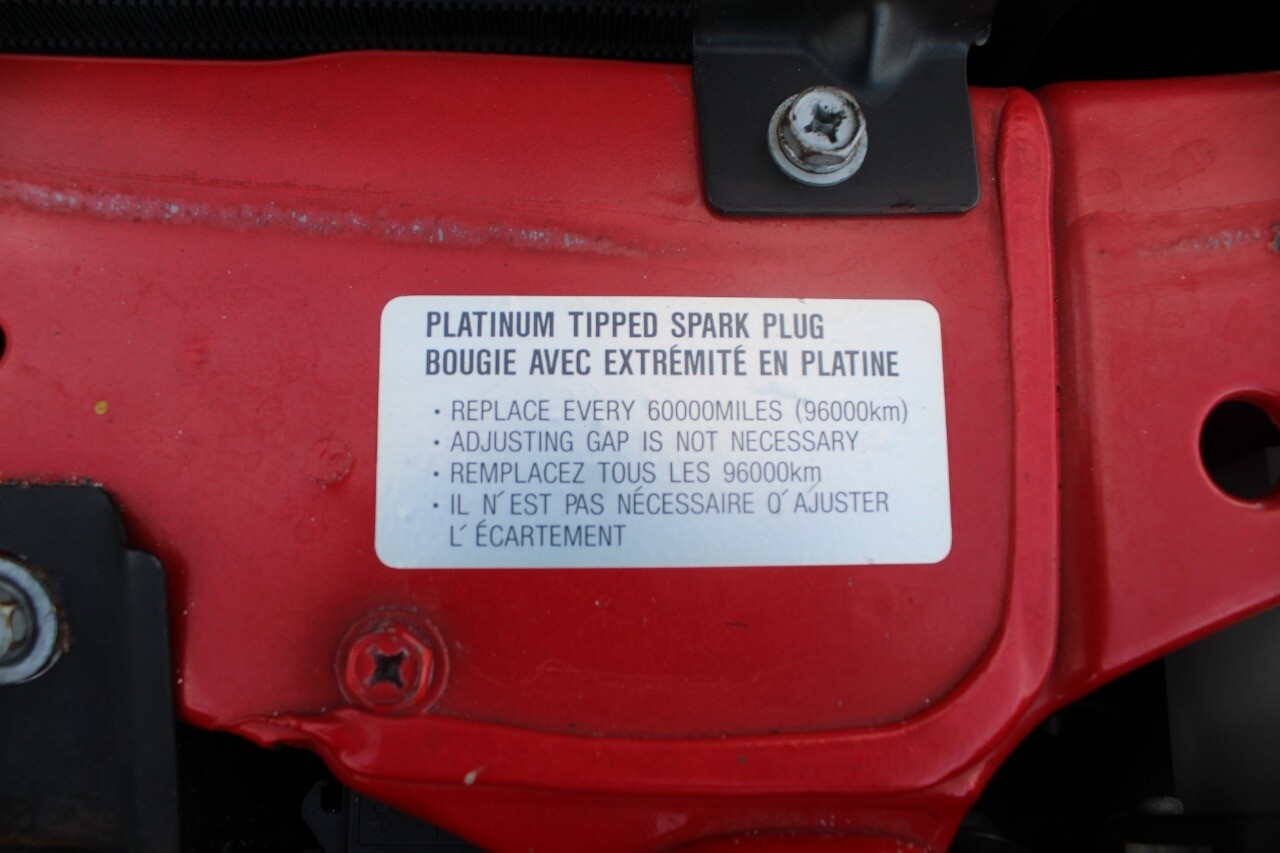 PLATINUM TIPPED SPARK PLUG
BOUGIE AVEC EXTRÉMITÉ EN PLATINE
· REPLACE EVERY 60000MILES (96000km)
· ADJUSTING GAP IS NOT NECESSARY
· REMPLACEZ TOUS LES 96000km
· IL N´EST PAS NÉCESSAIRE Q´AJUSTER
L´ÉCARTEMENT